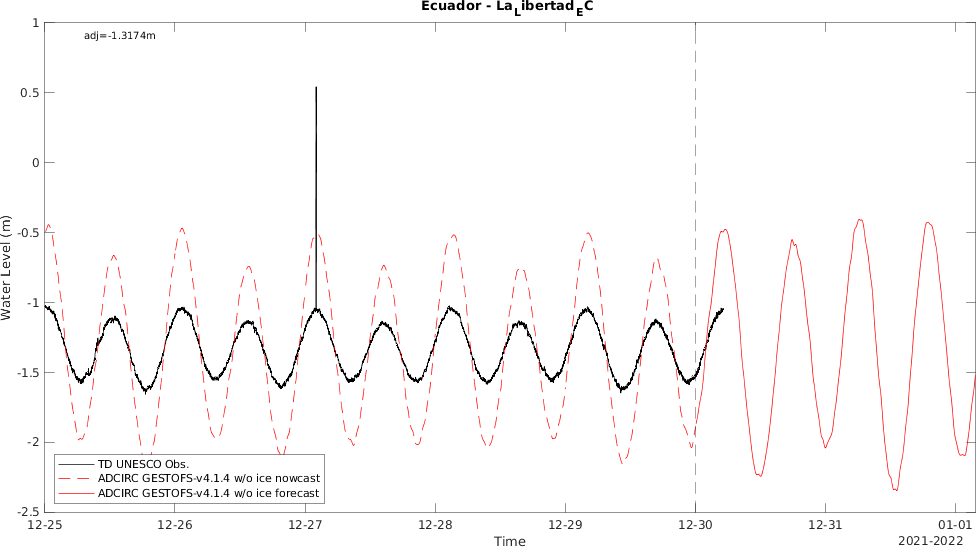 Ecuador - LaLibertadEC
adj=-1.3174m
1
0.5
0
-0.5
-1
-1.5
-2
-2.5
Water Level (m)
TD UNESCO Obs.
ADCIRC GESTOFS-v4.1.4 w/o ice nowcast
ADCIRC GESTOFS-v4.1.4 w/o ice forecast
12-25 12-26 12-27 12-28 12-29 12-30 12-31 01-01
Time
2021-2022